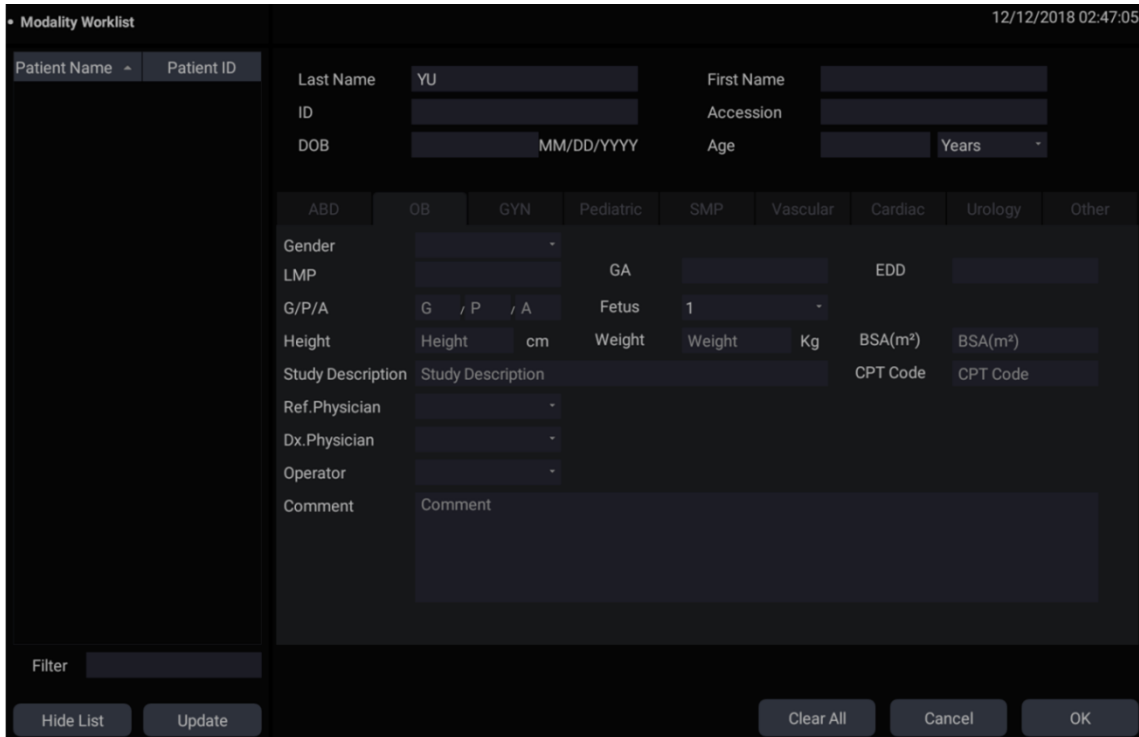 • Modality Worklist
12/12/2018 02:47:05
Patient Name Patient ID
Last Name YU First Name
ID Accession
DOB MM/DD/YYYY Age Years
ABD OB GYN Pediatric SMP Vascular Cardiac Urology Other
Gender
LMP GA EDD
G/P/A G / P / A Fetus 1
Height Height cm Weight Weight Kg BSA(m²) BSA(m²)
Study Description Study Description CPT Code CPT Code
Ref.Physician
Dx.Physician
Operator
Comment Comment
Filter
Hide List Update Clear All Cancel OK